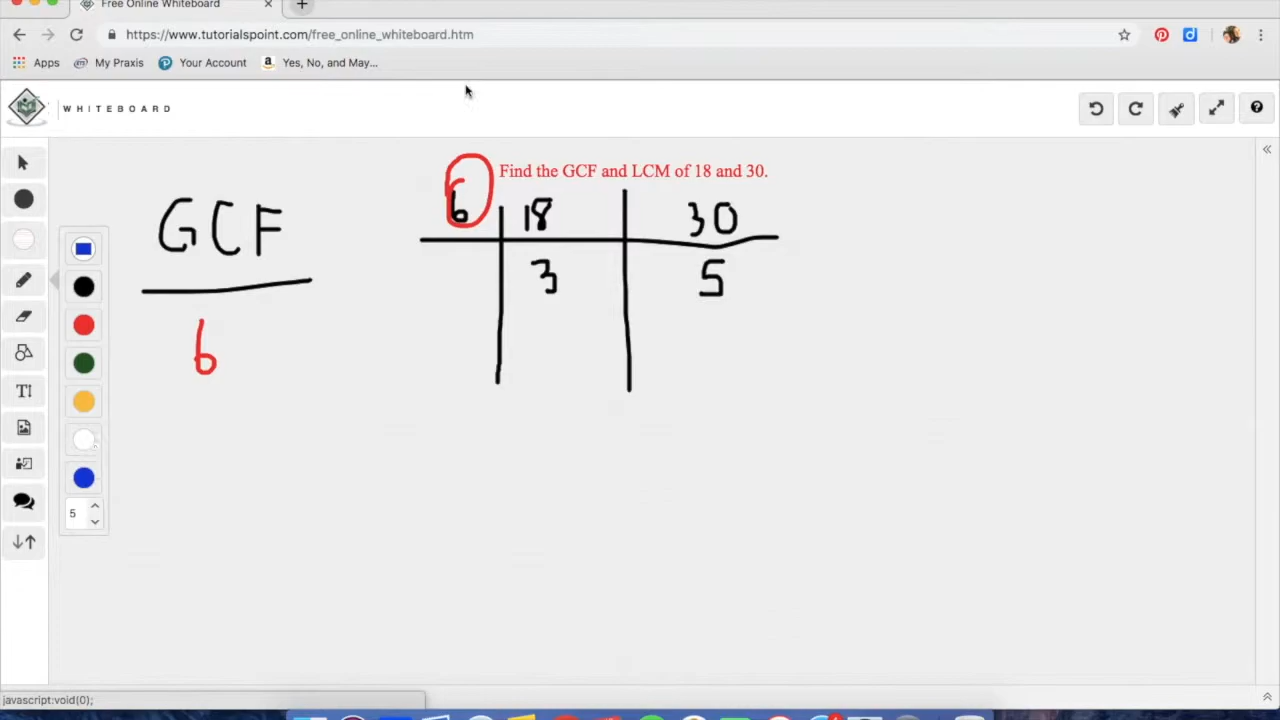 Free Online Whiteboard
https://www.tutorialspoint.com/free_online_whiteboard.htm
Apps My Praxis Your Account Yes, No, and May...
WHITEBOARD
Find the GCF and LCM of 18 and 30.
GCF
6 18 30
3 5
6
5
javascript:void(0);